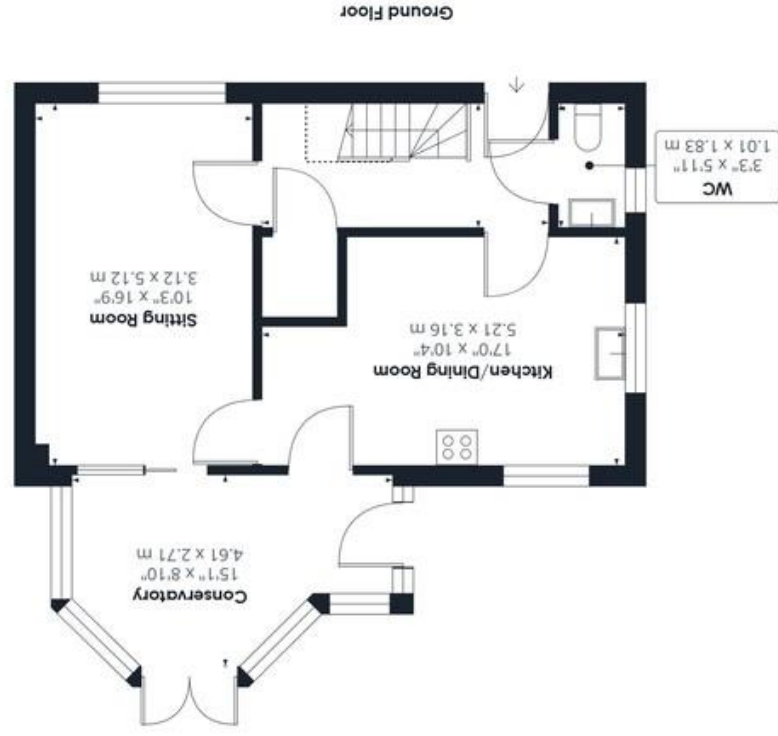 Conservatory
15'1" x 8'10"
4.61 x 2.71 m
Kitchen/Dining Room
17'0" x 10'4"
5.21 x 3.16 m
Sitting Room
10'3" x 16'9"
3.12 x 5.12 m
WC
3'3" x 5'11"
1.01 x 1.83 m
Ground Floor